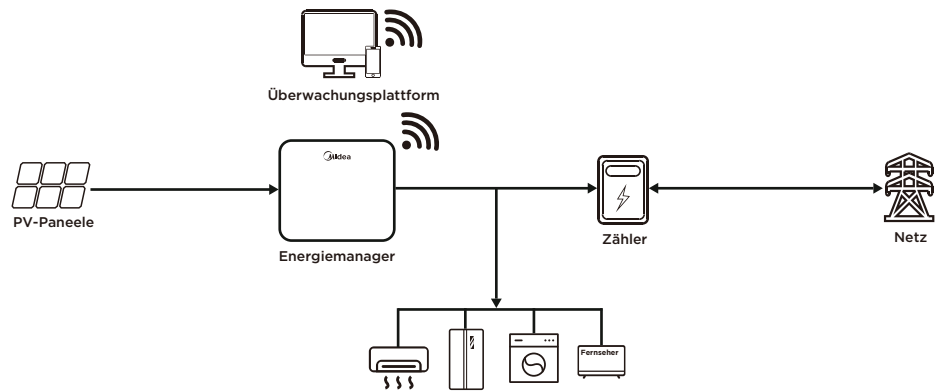 Überwachungsplattform
Midea
PV-Paneele
Energiemanager
Zähler
Netz
Fernseher